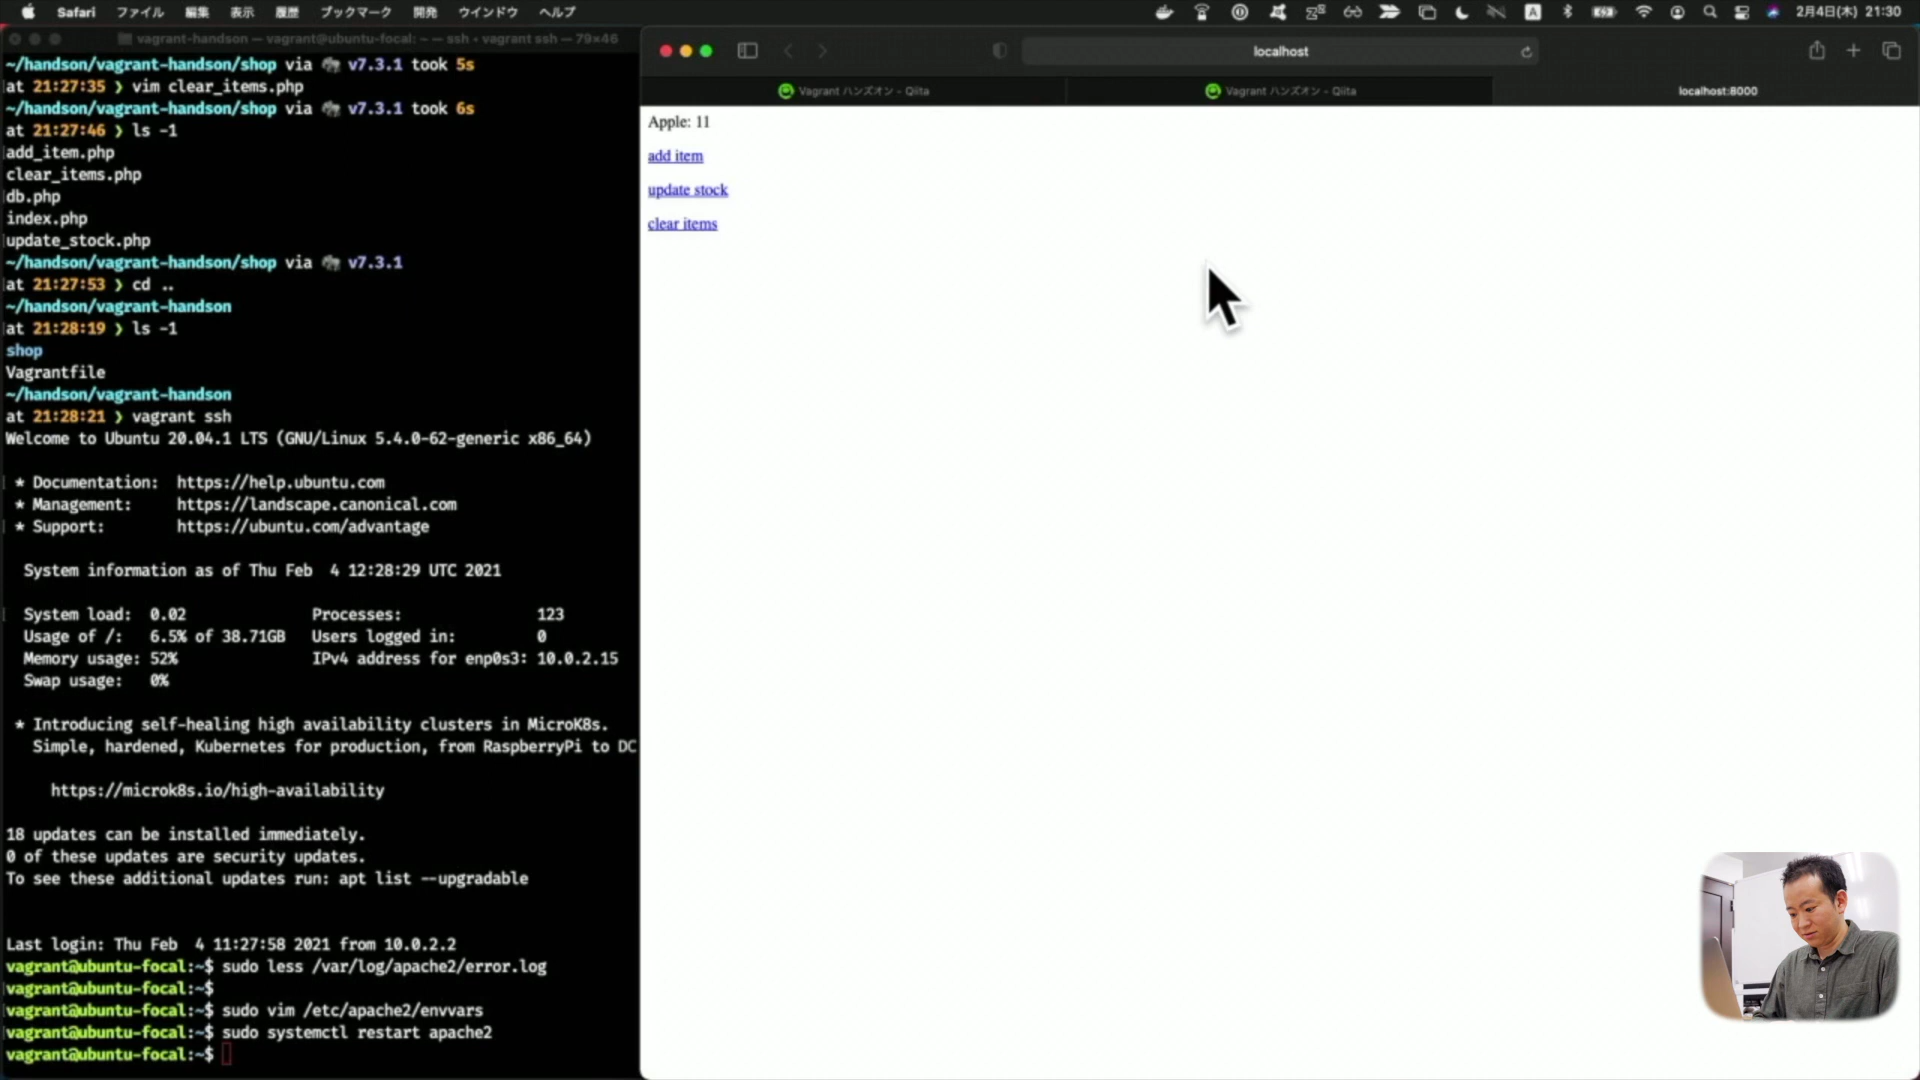 Safari ファイル 編集 表示 履歴 ブックマーク 開発 ウインドウ ヘルプ
A 2月4日(木) 21:30
vagrant-handson — vagrant@ubuntu-focal: ~ — ssh • vagrant ssh — 79×46
~/handson/vagrant-handson/shop via 🐘 v7.3.1 took 5s
at 21:27:35 ❯ vim clear_items.php
~/handson/vagrant-handson/shop via 🐘 v7.3.1 took 6s
at 21:27:46 ❯ ls -1
add_item.php
clear_items.php
db.php
index.php
update_stock.php
~/handson/vagrant-handson/shop via 🐘 v7.3.1
at 21:27:53 ❯ cd ..
~/handson/vagrant-handson
at 21:28:19 ❯ ls -1
shop
Vagrantfile
~/handson/vagrant-handson
at 21:28:21 ❯ vagrant ssh
Welcome to Ubuntu 20.04.1 LTS (GNU/Linux 5.4.0-62-generic x86_64)
* Documentation: https://help.ubuntu.com
* Management: https://landscape.canonical.com
* Support: https://ubuntu.com/advantage
System information as of Thu Feb 4 12:28:29 UTC 2021
System load: 0.02 Processes: 123
Usage of /: 6.5% of 38.71GB Users logged in: 0
Memory usage: 52% IPv4 address for enp0s3: 10.0.2.15
Swap usage: 0%
* Introducing self-healing high availability clusters in MicroK8s.
Simple, hardened, Kubernetes for production, from RaspberryPi to DC
https://microk8s.io/high-availability
18 updates can be installed immediately.
0 of these updates are security updates.
To see these additional updates run: apt list --upgradable
Last login: Thu Feb 4 11:27:58 2021 from 10.0.2.2
vagrant@ubuntu-focal:~$ sudo less /var/log/apache2/error.log
vagrant@ubuntu-focal:~$
vagrant@ubuntu-focal:~$ sudo vim /etc/apache2/envvars
vagrant@ubuntu-focal:~$ sudo systemctl restart apache2
vagrant@ubuntu-focal:~$
localhost
Vagrant ハンズオン - Qiita
Vagrant ハンズオン - Qiita
localhost:8000
Apple: 11
add item
update stock
clear items